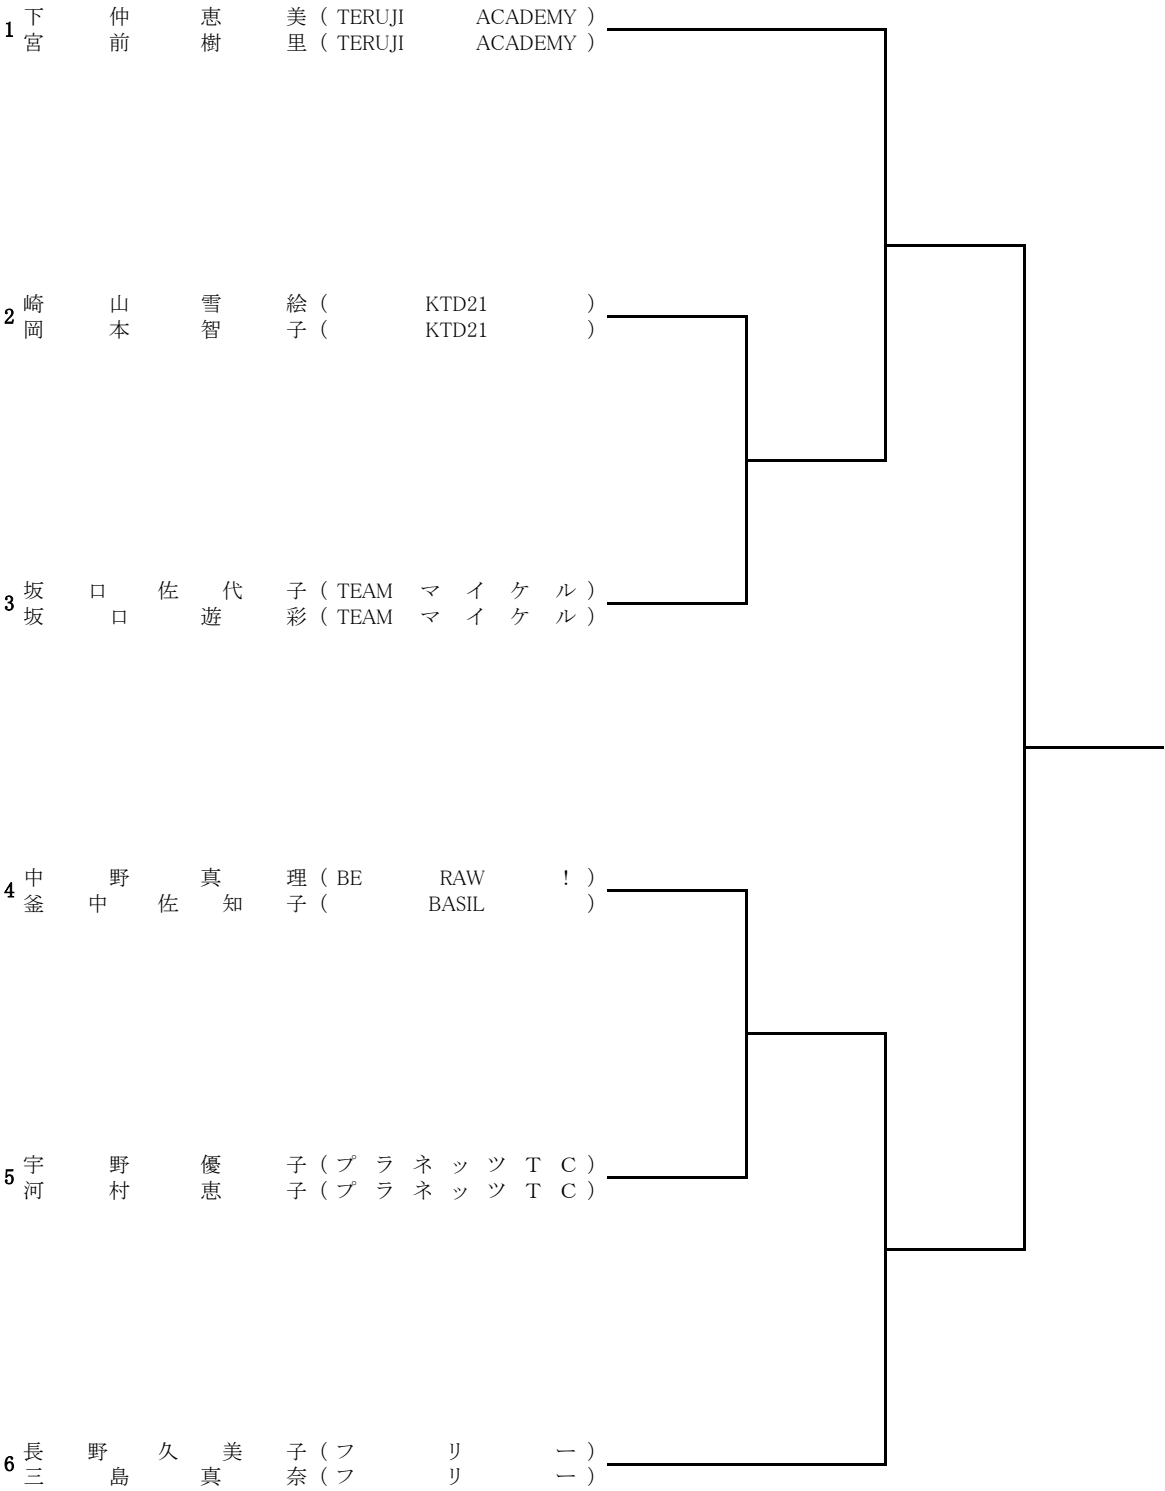 1 下仲恵美 ( TERUJI ACADEMY )
宮前樹里 ( TERUJI ACADEMY )
2 崎山雪絵 ( KTD21 )
岡本智子 ( KTD21 )
3 坂口佐代子 ( TEAM マイケル )
坂口遊彩 ( TEAM マイケル )
4 中野真理 ( BE RAW ! )
釜中佐知子 ( BASIL )
5 宇野優子 ( プラネッツTC )
河村恵子 ( プラネッツTC )
6 長野久美子 ( フリー )
三島真奈 ( フリー )